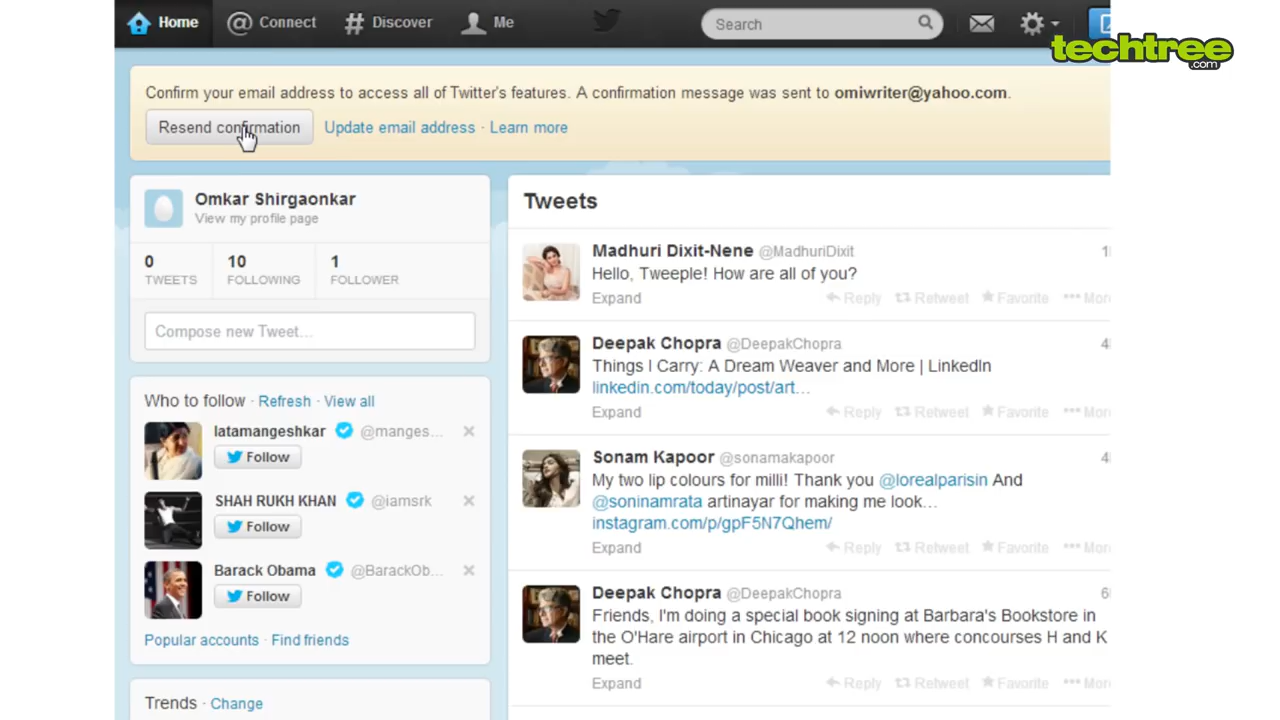 Home
Connect
Discover
Me
Search
techtree
.com
Confirm your email address to access all of Twitter's features. A confirmation message was sent to omiwriter@yahoo.com.
Resend confirmation
Update email address · Learn more
Omkar Shirgaonkar
View my profile page
0
TWEETS
10
FOLLOWING
1
FOLLOWER
Compose new Tweet...
Who to follow · Refresh · View all
latamangeshkar @manges...
Follow
SHAH RUKH KHAN @iamsrk
Follow
Barack Obama @BarackOb...
Follow
Popular accounts · Find friends
Trends · Change
Tweets
Madhuri Dixit-Nene @MadhuriDixit
Hello, Tweeple! How are all of you?
Expand Reply Retweet Favorite
Deepak Chopra @DeepakChopra 4
Things I Carry: A Dream Weaver and More | LinkedIn
linkedin.com/today/post/art...
Expand Reply Retweet Favorite
Sonam Kapoor @sonamakapoor 4
My two lip colours for milli! Thank you @lorealparisin And
@soninamrata artinayar for making me look...
instagram.com/p/gpF5N7Qhem/
Expand Reply Retweet Favorite
Deepak Chopra @DeepakChopra 6
Friends, I'm doing a special book signing at Barbara's Bookstore in
the O'Hare airport in Chicago at 12 noon where concourses H and K
meet.
Expand Reply Retweet Favorite